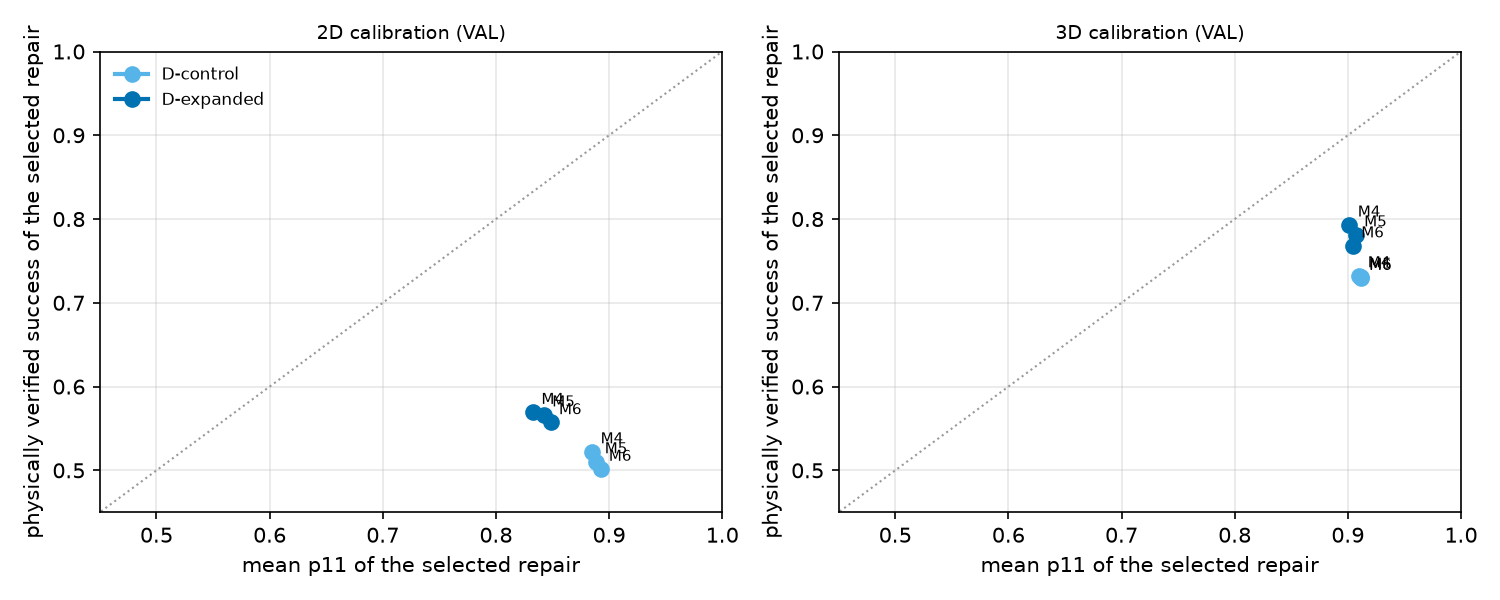 2D calibration (VAL)
physically verified success of the selected repair
1.0
0.9
0.8
0.7
0.6
0.5
D-control
D-expanded
M4
M5
M6
M4
M5
M6
0.5 0.6 0.7 0.8 0.9 1.0
mean p11 of the selected repair
3D calibration (VAL)
physically verified success of the selected repair
1.0
0.9
0.8
0.7
0.6
0.5
M4
M5
M6
M6
0.5 0.6 0.7 0.8 0.9 1.0
mean p11 of the selected repair